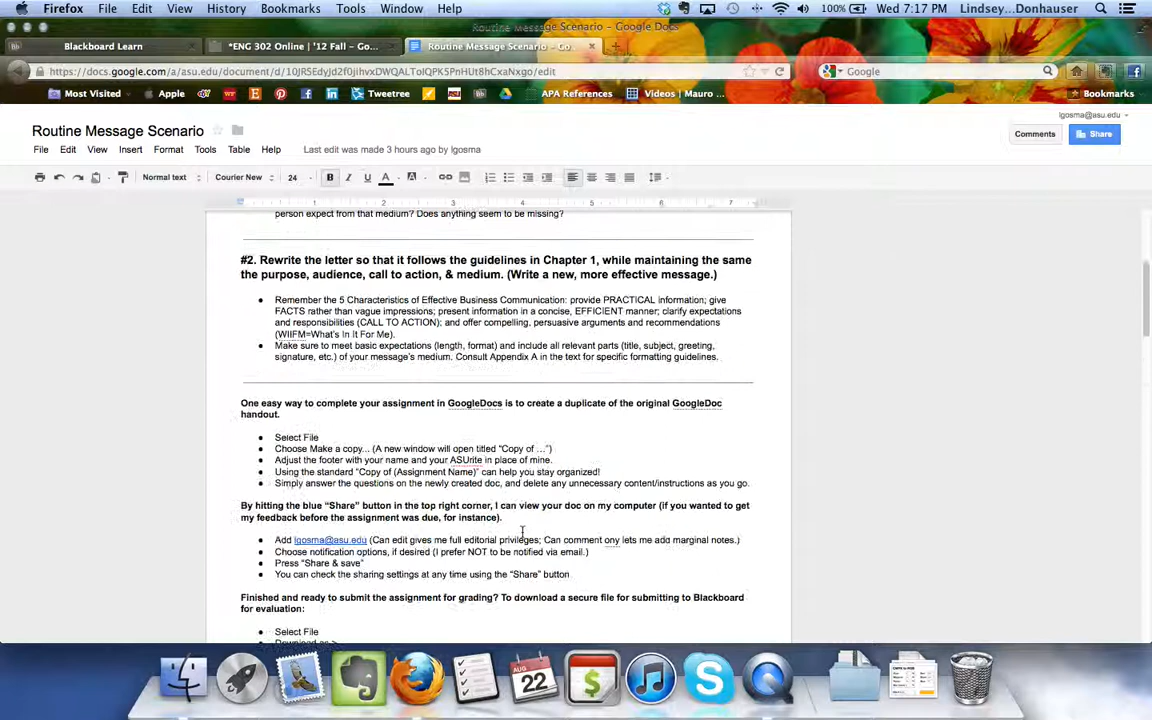 Firefox File Edit View History Bookmarks Tools Window Help 100% Wed 7:17 PM Lindsey... Donhauser
Routine Message Scenario – Google Docs
Blackboard Learn *ENG 302 Online | '12 Fall – Go... Routine Message Scenario – Go...
https://docs.google.com/a/asu.edu/document/d/10JR5EdyJd2f0jihvxDWQALToIQPK5PnHUt8hCxaNxgo/edit Google
Most Visited Apple Tweetree APA References Videos | Mauro ... Bookmarks
lgosma@asu.edu
Routine Message Scenario Comments Share
File Edit View Insert Format Tools Table Help Last edit was made 3 hours ago by lgosma
Normal text Courier New 24 B I U A A
1 2 3 4 5 6 7
person expect from that medium? Does anything seem to be missing?
#2. Rewrite the letter so that it follows the guidelines in Chapter 1, while maintaining the same
the purpose, audience, call to action, & medium. (Write a new, more effective message.)
● Remember the 5 Characteristics of Effective Business Communication: provide PRACTICAL information; give
FACTS rather than vague impressions; present information in a concise, EFFICIENT manner; clarify expectations
and responsibilities (CALL TO ACTION); and offer compelling, persuasive arguments and recommendations
(WIIFM=What's In It For Me).
● Make sure to meet basic expectations (length, format) and include all relevant parts (title, subject, greeting,
signature, etc.) of your message's medium. Consult Appendix A in the text for specific formatting guidelines.
One easy way to complete your assignment in GoogleDocs is to create a duplicate of the original GoogleDoc
handout.
● Select File
● Choose Make a copy... (A new window will open titled "Copy of ...")
● Adjust the footer with your name and your ASUrite in place of mine.
● Using the standard "Copy of (Assignment Name)" can help you stay organized!
● Simply answer the questions on the newly created doc, and delete any unnecessary content/instructions as you go.
By hitting the blue "Share" button in the top right corner, I can view your doc on my computer (if you wanted to get
my feedback before the assignment was due, for instance).
● Add lgosma@asu.edu (Can edit gives me full editorial privileges; Can comment ony lets me add marginal notes.)
● Choose notification options, if desired (I prefer NOT to be notified via email.)
● Press "Share & save"
● You can check the sharing settings at any time using the "Share" button
Finished and ready to submit the assignment for grading? To download a secure file for submitting to Blackboard
for evaluation:
● Select File
● Download as >
AUG
22